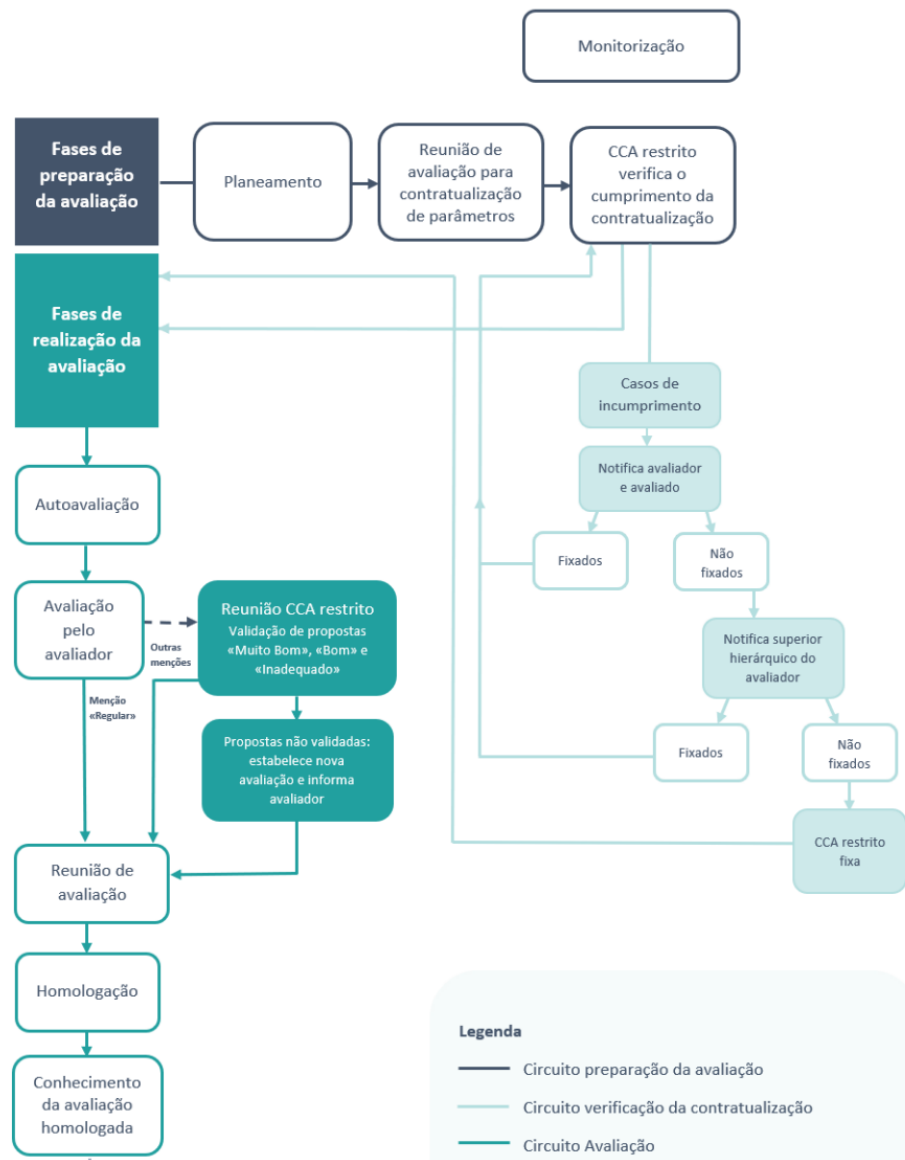 Monitorização
Fases de
preparação
da avaliação
Planeamento
Reunião de
avaliação para
contratualização
de parâmetros
CCA restrito
verifica o
cumprimento da
contratualização
Fases de
realização da
avaliação
Casos de
incumprimento
Notifica avaliador
e avaliado
Fixados
Não
fixados
Notifica superior
hierárquico do
avaliador
Fixados
Não
fixados
CCA restrito
fixa
Autoavaliação
Avaliação
pelo
avaliador
Outras
menções
Menção
«Regular»
Reunião CCA restrito
Validação de propostas
«Muito Bom», «Bom» e
«Inadequado»
Propostas não validadas:
estabelece nova
avaliação e informa
avaliador
Reunião de
avaliação
Homologação
Conhecimento
da avaliação
homologada
Legenda
Circuito preparação da avaliação
Circuito verificação da contratualização
Circuito Avaliação